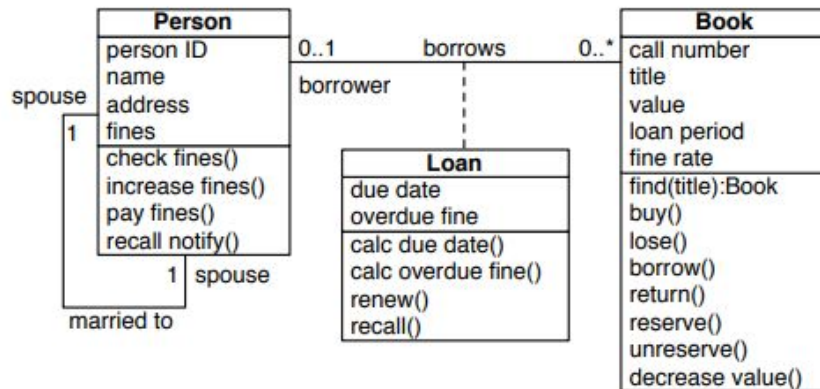 Person
person ID
name
address
fines
check fines()
increase fines()
pay fines()
recall notify()
spouse
1
1 spouse
married to
0..1 borrows 0..*
borrower
Loan
due date
overdue fine
calc due date()
calc overdue fine()
renew()
recall()
Book
call number
title
value
loan period
fine rate
find(title):Book
buy()
lose()
borrow()
return()
reserve()
unreserve()
decrease value()